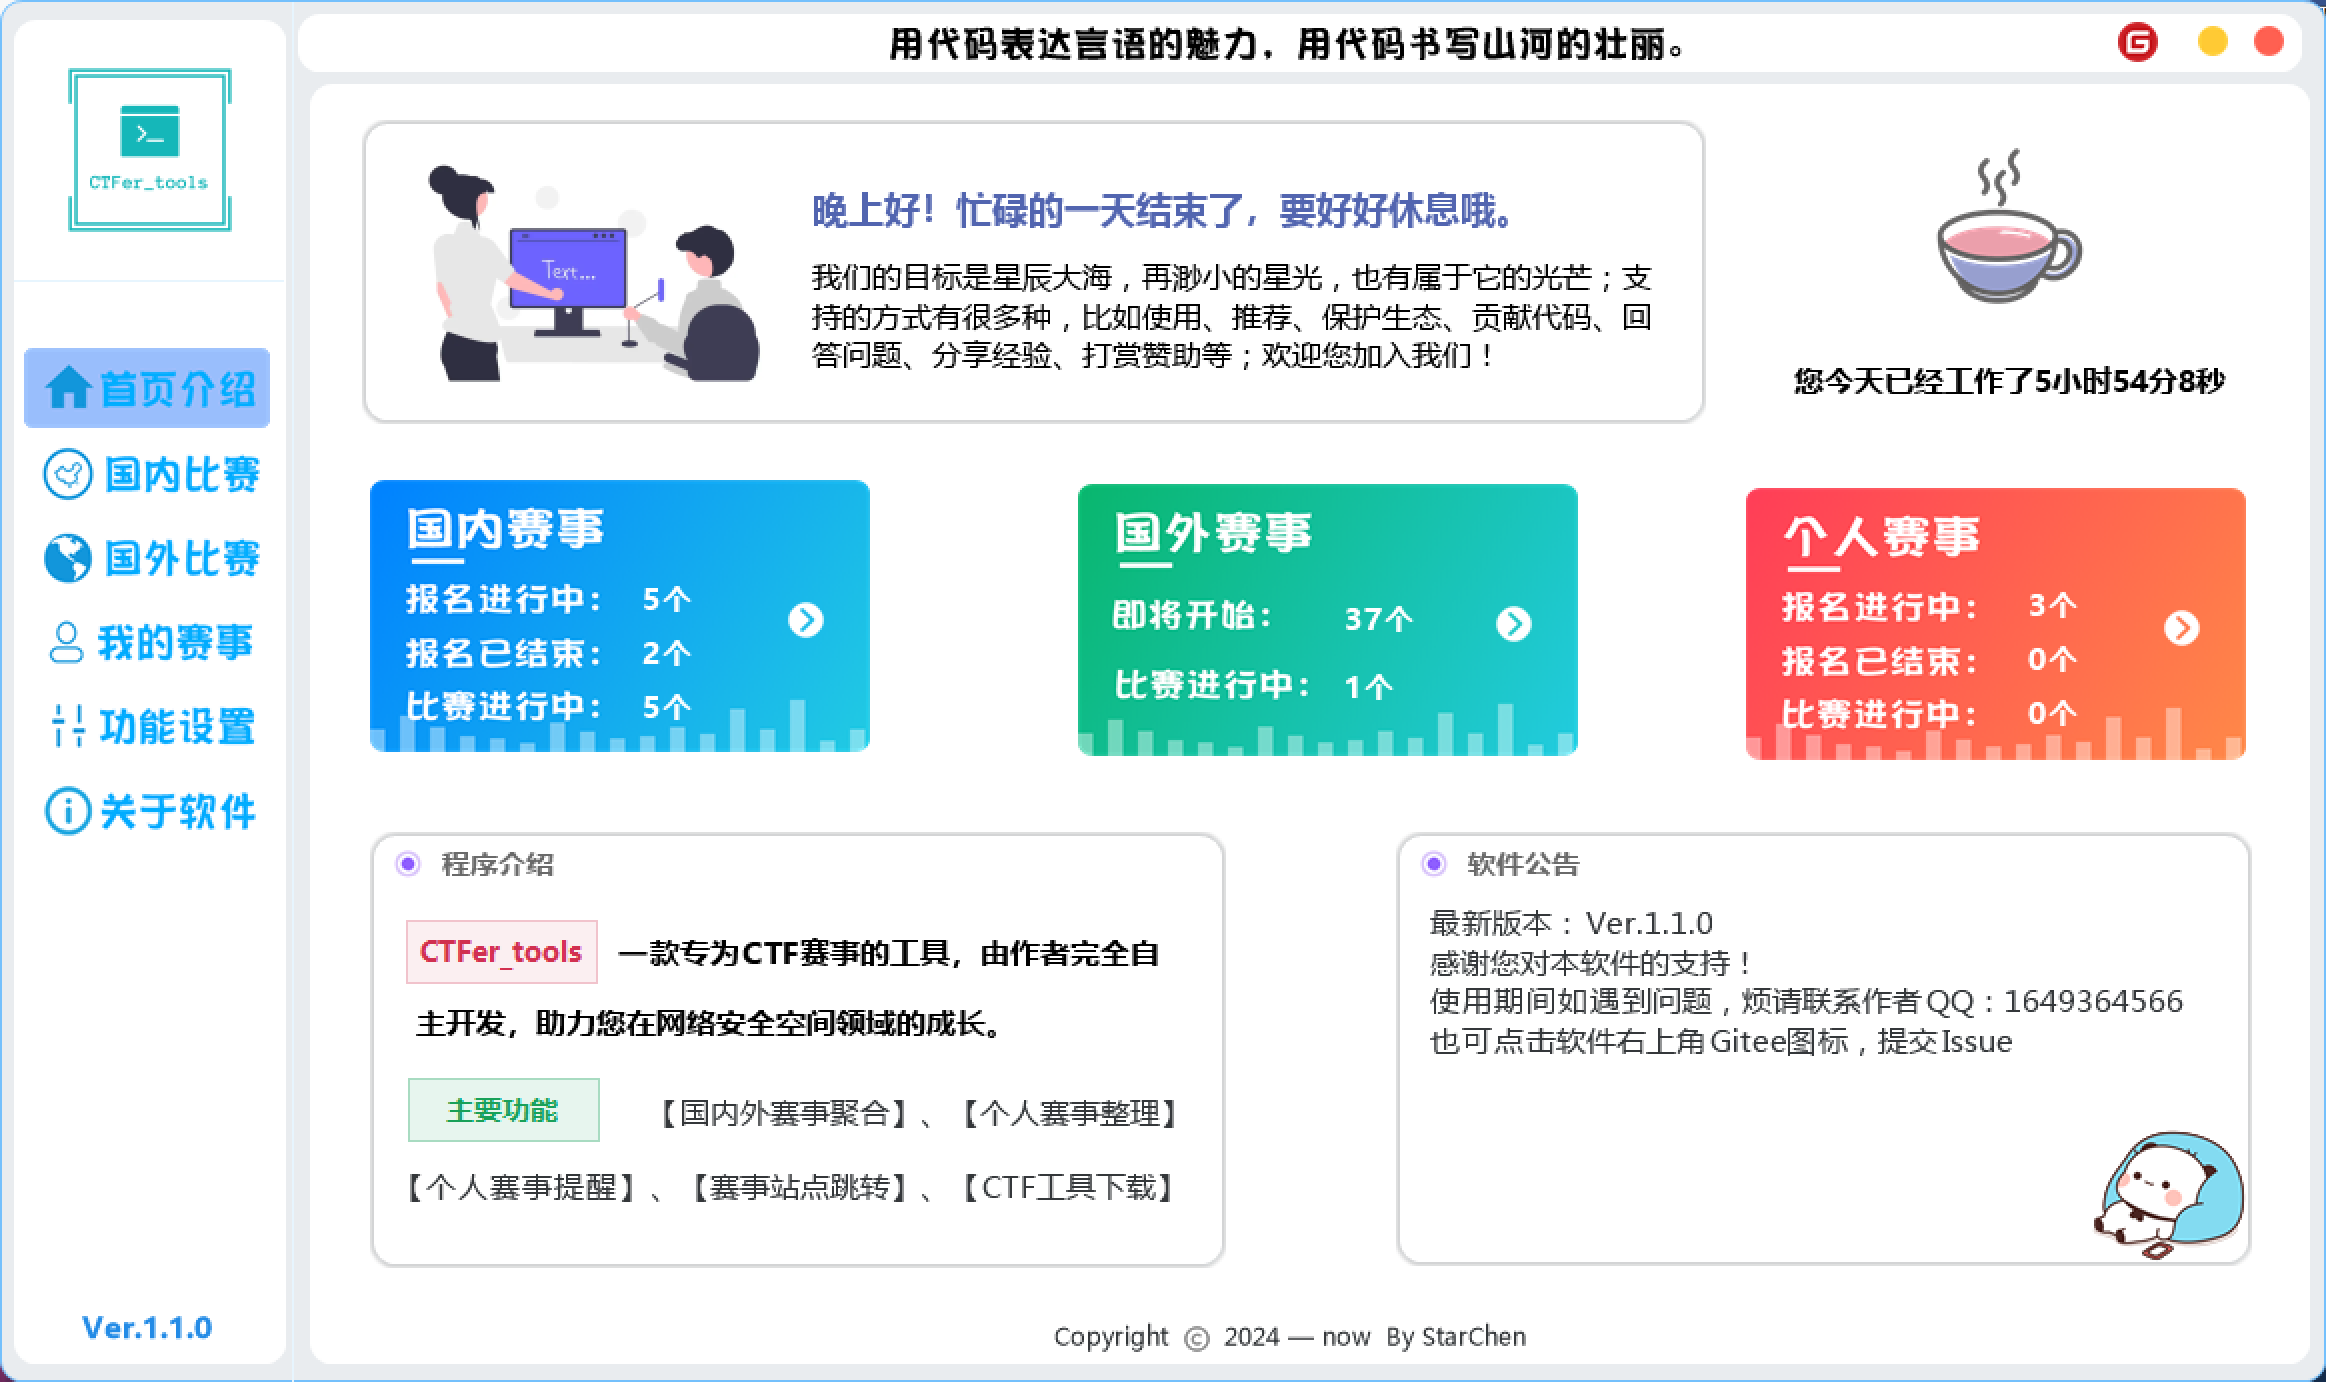 用代码表达言语的魅力，用代码书写山河的壮丽。
CTFer_tools
首页介绍
国内比赛
国外比赛
我的赛事
功能设置
关于软件
Ver.1.1.0
Text...
晚上好！忙碌的一天结束了，要好好休息哦。
我们的目标是星辰大海，再渺小的星光，也有属于它的光芒；支
持的方式有很多种，比如使用、推荐、保护生态、贡献代码、回
答问题、分享经验、打赏赞助等；欢迎您加入我们！
您今天已经工作了5小时54分8秒
国内赛事
报名进行中： 5个
报名已结束： 2个
比赛进行中： 5个
国外赛事
即将开始： 37个
比赛进行中： 1个
个人赛事
报名进行中： 3个
报名已结束： 0个
比赛进行中： 0个
程序介绍
CTFer_tools 一款专为CTF赛事的工具，由作者完全自
主开发，助力您在网络安全空间领域的成长。
主要功能 【国内外赛事聚合】、【个人赛事整理】
【个人赛事提醒】、【赛事站点跳转】、【CTF工具下载】
软件公告
最新版本：Ver.1.1.0
感谢您对本软件的支持！
使用期间如遇到问题，烦请联系作者QQ：1649364566
也可点击软件右上角Gitee图标，提交Issue
Copyright © 2024 — now By StarChen